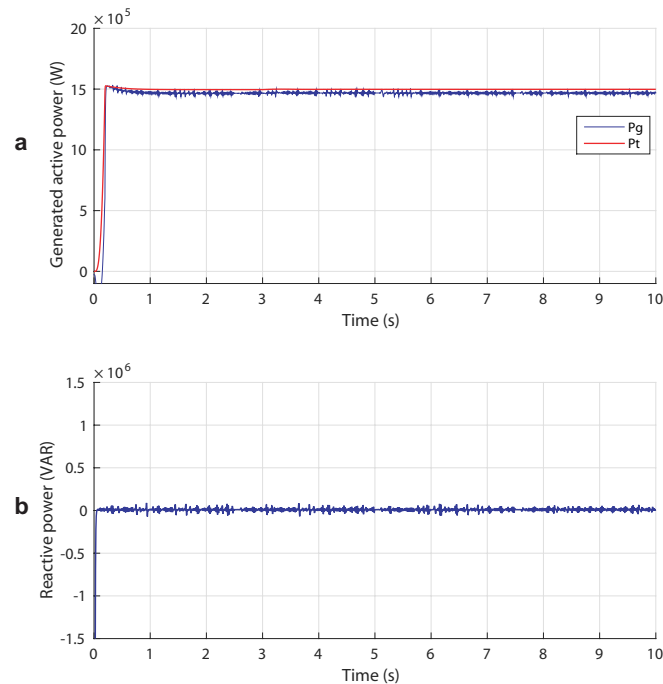 × 10⁵
20
15
10
5
0
0 1 2 3 4 5 6 7 8 9 10
Time (s)
Generated active power (W)
a
Pg
Pt
× 10⁶
1.5
1
0.5
0
-0.5
-1
-1.5
0 1 2 3 4 5 6 7 8 9 10
Time (s)
Reactive power (VAR)
b